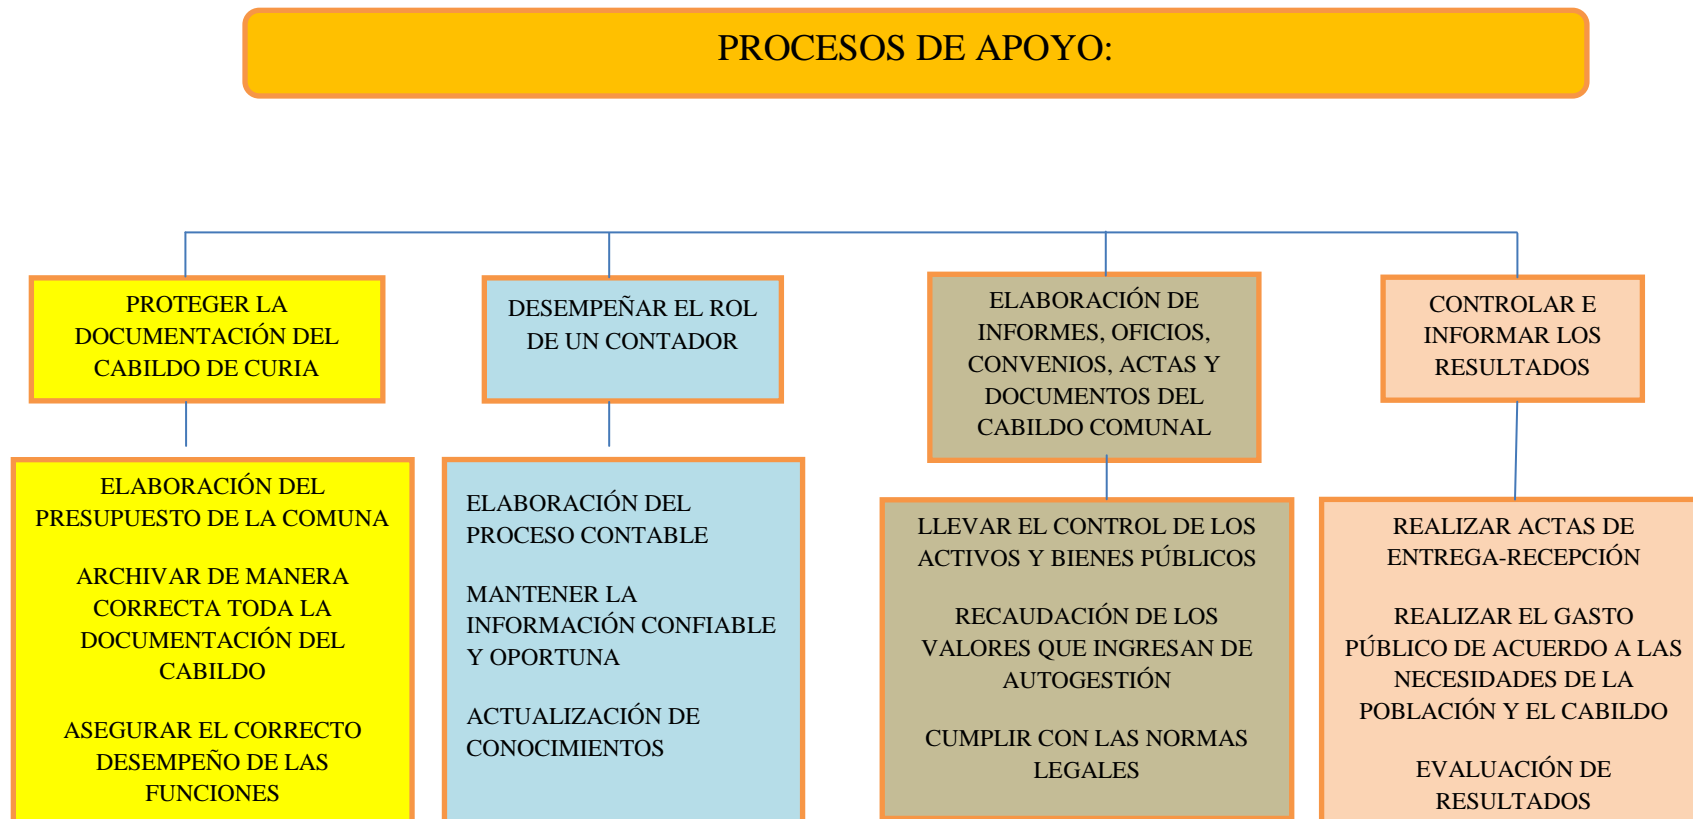 PROCESOS DE APOYO:
PROTEGER LA
DOCUMENTACIÓN DEL
CABILDO DE CURIA
DESEMPEÑAR EL ROL
DE UN CONTADOR
ELABORACIÓN DE
INFORMES, OFICIOS,
CONVENIOS, ACTAS Y
DOCUMENTOS DEL
CABILDO COMUNAL
CONTROLAR E
INFORMAR LOS
RESULTADOS
ELABORACIÓN DEL
PRESUPUESTO DE LA COMUNA
ARCHIVAR DE MANERA
CORRECTA TODA LA
DOCUMENTACIÓN DEL
CABILDO
ASEGURAR EL CORRECTO
DESEMPEÑO DE LAS
FUNCIONES
ELABORACIÓN DEL
PROCESO CONTABLE
MANTENER LA
INFORMACIÓN CONFIABLE
Y OPORTUNA
ACTUALIZACIÓN DE
CONOCIMIENTOS
LLEVAR EL CONTROL DE LOS
ACTIVOS Y BIENES PÚBLICOS
RECAUDACIÓN DE LOS
VALORES QUE INGRESAN DE
AUTOGESTIÓN
CUMPLIR CON LAS NORMAS
LEGALES
REALIZAR ACTAS DE
ENTREGA-RECEPCIÓN
REALIZAR EL GASTO
PÚBLICO DE ACUERDO A LAS
NECESIDADES DE LA
POBLACIÓN Y EL CABILDO
EVALUACIÓN DE
RESULTADOS